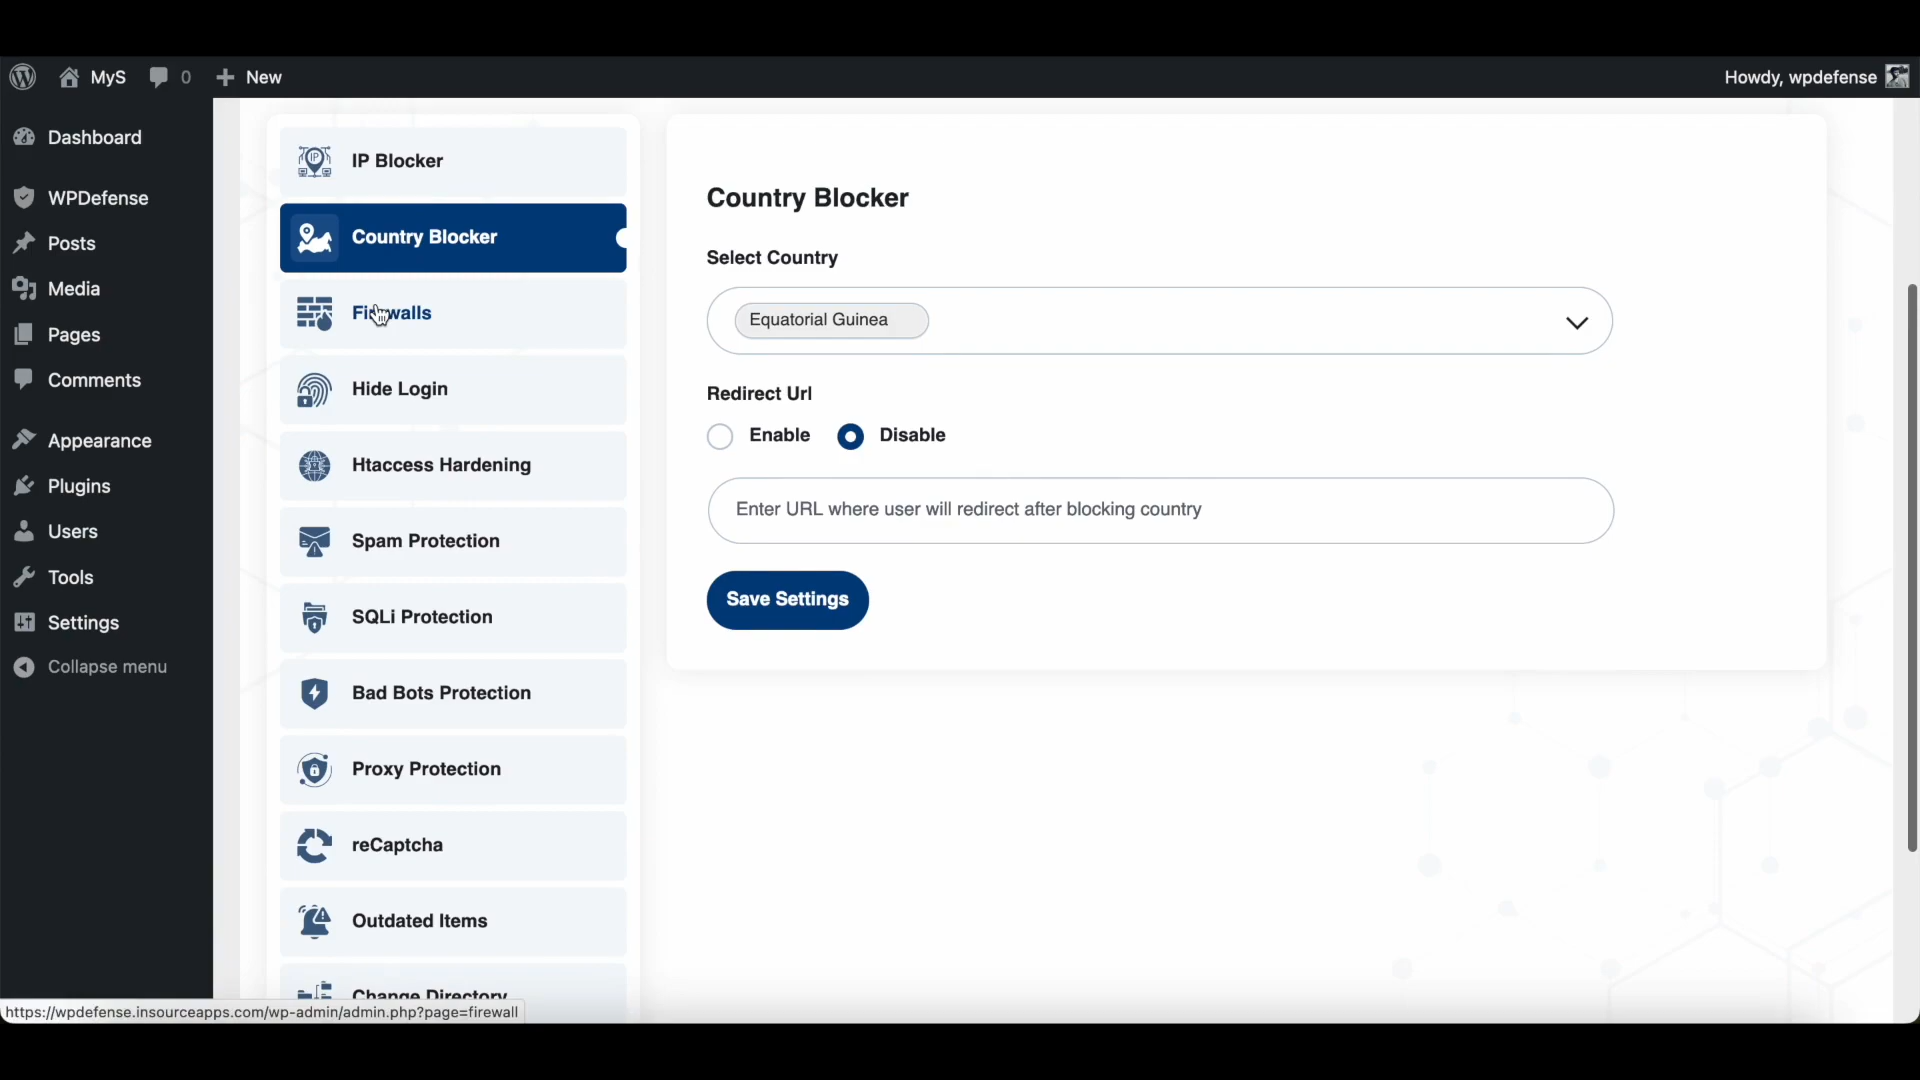 MyS 0 New
Howdy, wpdefense
Dashboard
WPDefense
Posts
Media
Pages
Comments
Appearance
Plugins
Users
Tools
Settings
Collapse menu
IP
IP Blocker
Country Blocker
Firewalls
Hide Login
Htaccess Hardening
Spam Protection
SQLi Protection
Bad Bots Protection
Proxy Protection
reCaptcha
Outdated Items
Change Directory
Country Blocker
Select Country
Equatorial Guinea
Redirect Url
Enable Disable
Enter URL where user will redirect after blocking country
Save Settings
https://wpdefense.insourceapps.com/wp-admin/admin.php?page=firewall